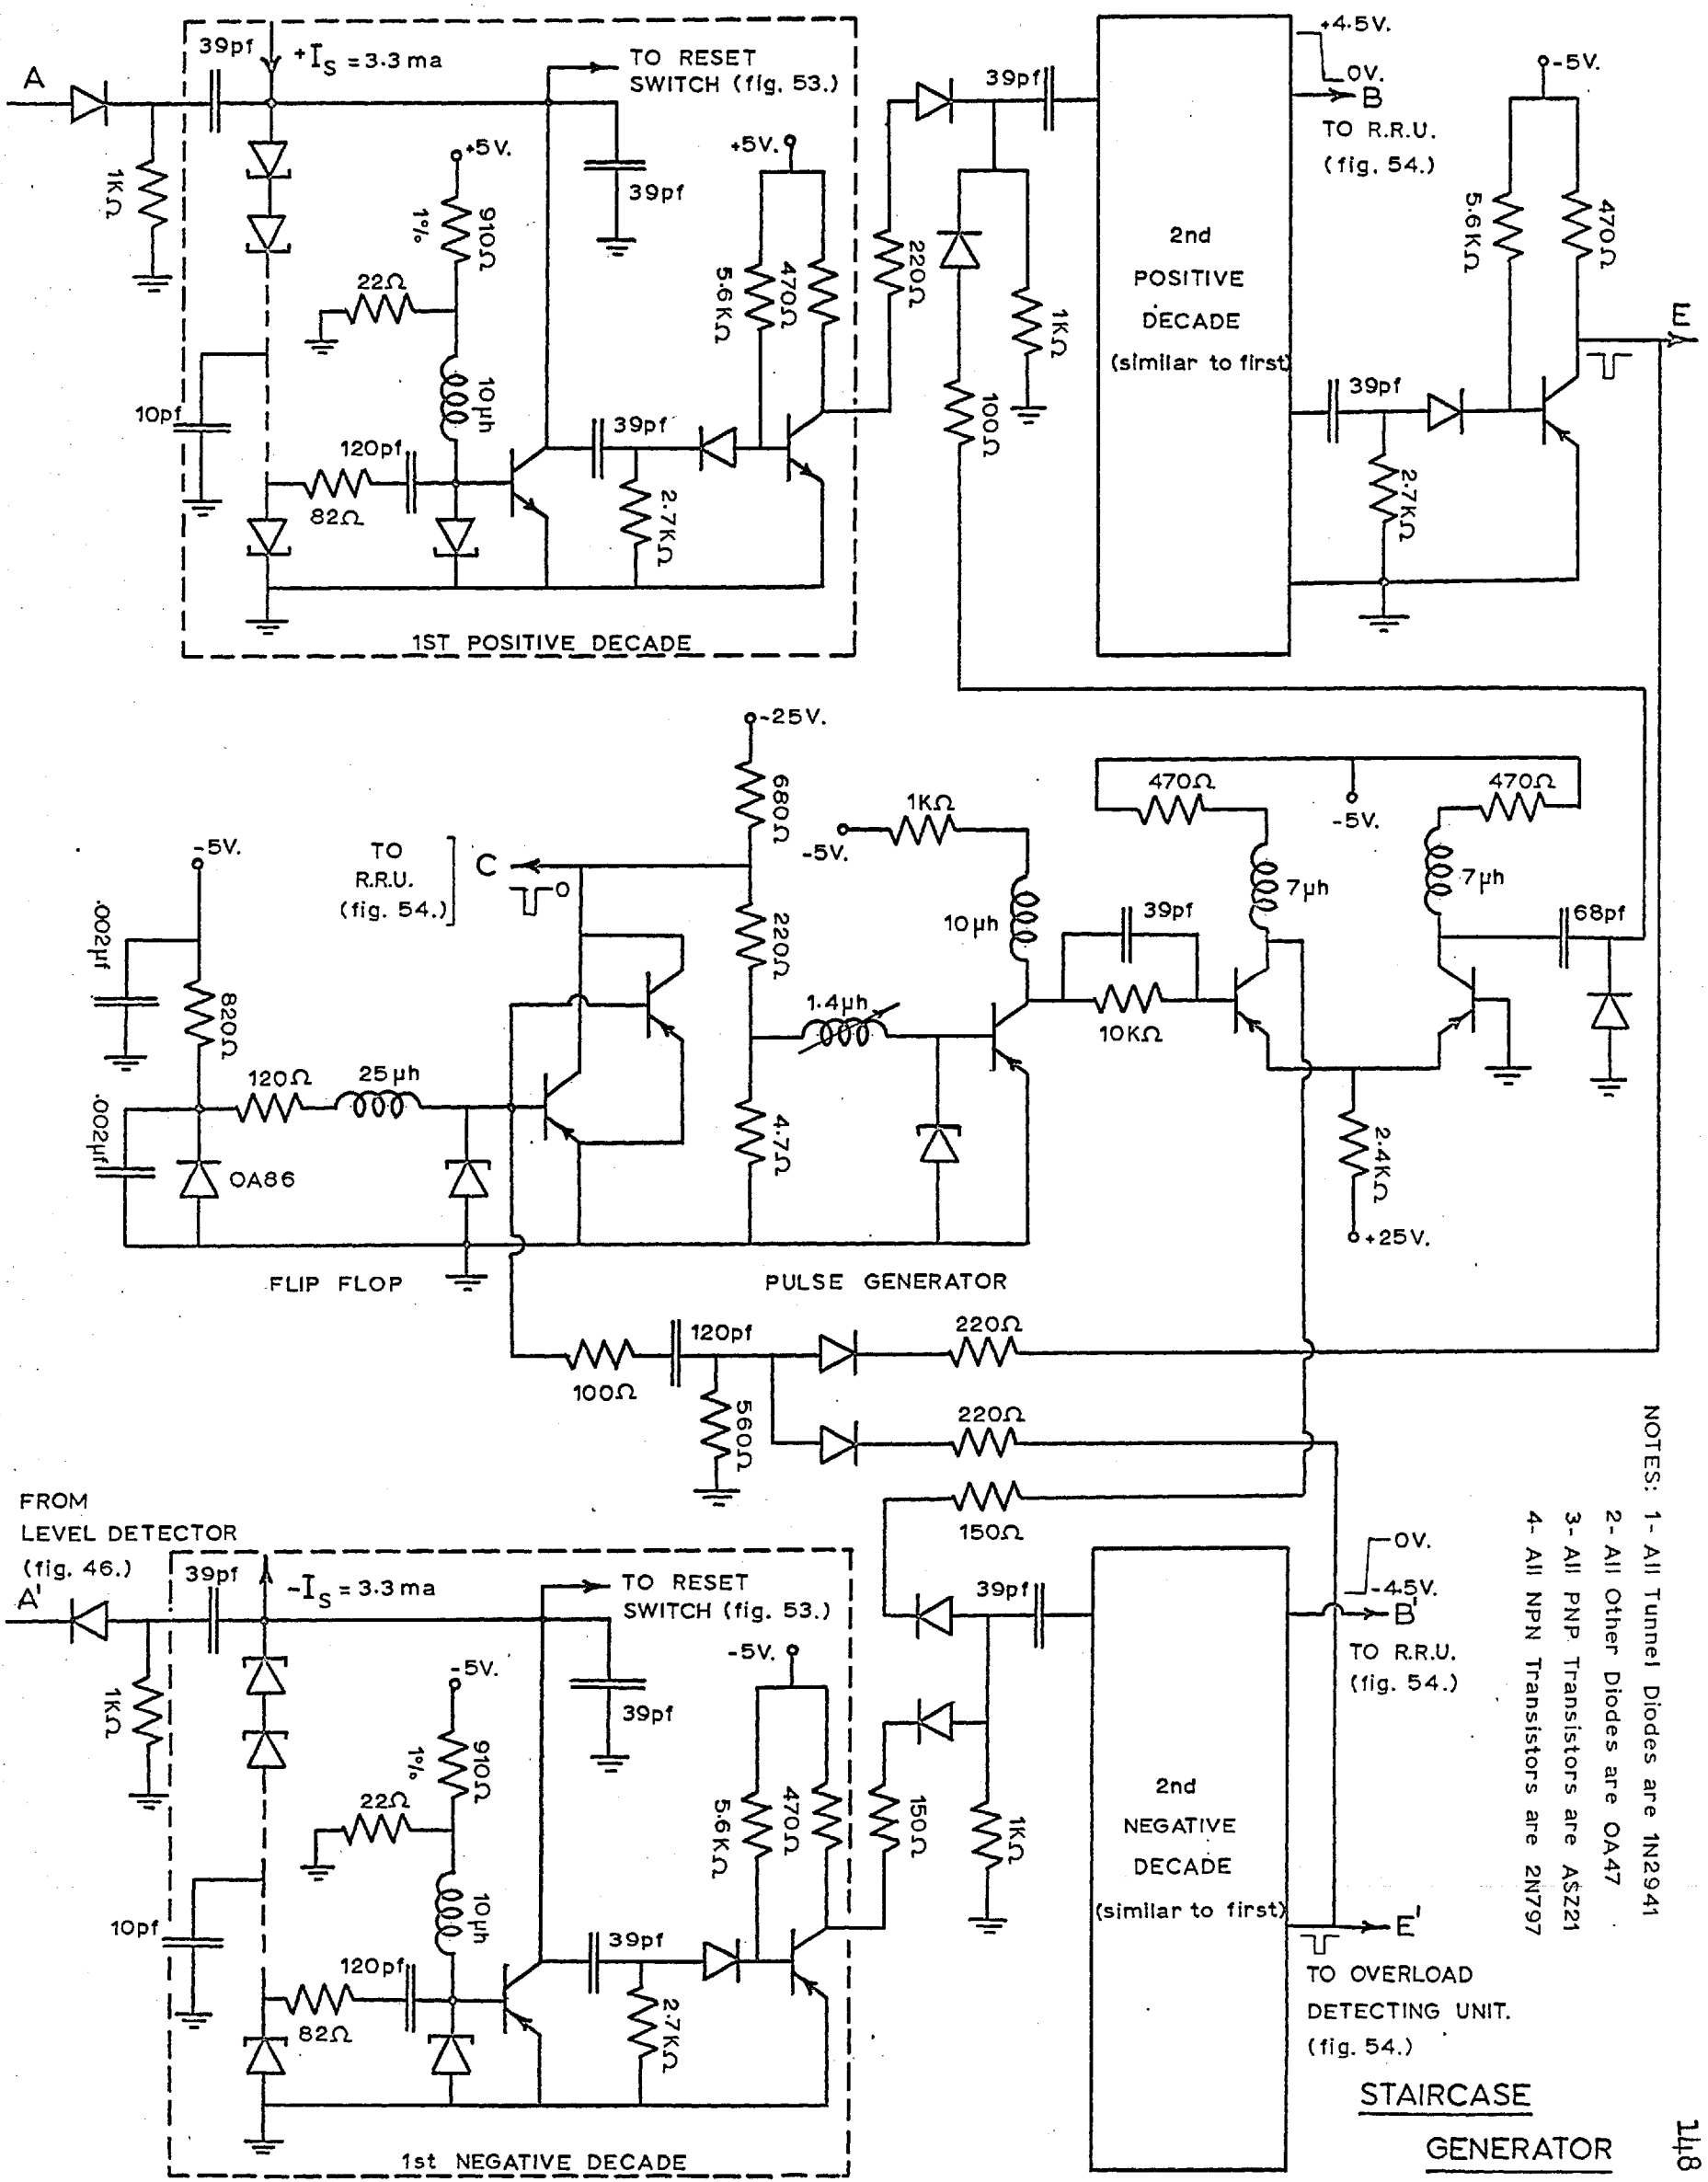 A
39pf
+IS = 3.3 ma
TO RESET
SWITCH (fig. 53.)
1KΩ
+5V.
910Ω
1%
22Ω
10μh
10pf
120pf
82Ω
39pf
+5V.
5.6KΩ
470Ω
39pf
2.7KΩ
1ST POSITIVE DECADE
220Ω
39pf
1KΩ
100Ω
2nd
POSITIVE
DECADE
(similar to first)
+4.5V.
0V.
B
TO R.R.U.
(fig. 54.)
-5V.
5.6KΩ
470Ω
39pf
2.7KΩ
E
-25V.
680Ω
-5V.
TO
R.R.U.
(fig. 54.)
C
0
.002μf
820Ω
.002μf
OA86
120Ω
25μh
220Ω
4.7Ω
1.4μh
1KΩ
-5V.
10μh
39pf
10KΩ
470Ω
-5V.
470Ω
7μh
7μh
68pf
2.4KΩ
+25V.
FLIP FLOP
PULSE GENERATOR
120pf
100Ω
560Ω
220Ω
220Ω
150Ω
FROM
LEVEL DETECTOR
(fig. 46.)
A'
39pf
-IS = 3.3 ma
TO RESET
SWITCH (fig. 53.)
1KΩ
-5V.
910Ω
1%
22Ω
10μh
10pf
120pf
82Ω
39pf
-5V.
5.6KΩ
470Ω
39pf
2.7KΩ
1st NEGATIVE DECADE
150Ω
39pf
1KΩ
2nd
NEGATIVE
DECADE
(similar to first)
0V.
-4.5V.
B'
TO R.R.U.
(fig. 54.)
E'
TO OVERLOAD
DETECTING UNIT.
(fig. 54.)
NOTES: 1- All Tunnel Diodes are 1N2941
2- All Other Diodes are OA47
3- All PNP Transistors are ASZ21
4- All NPN Transistors are 2N797
STAIRCASE
GENERATOR
148